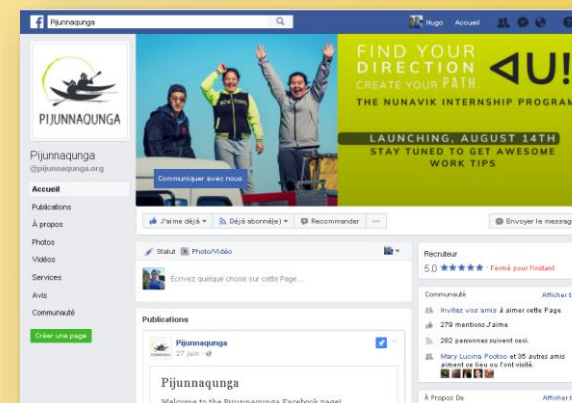 Pijunnaqunga
Hugo Accueil
PIJUNNAQUNGA
Pijunnaqunga
@pijunnaqunga.org
Accueil
Publications
À propos
Photos
Vidéos
Services
Avis
Communauté
Créer une page
FIND YOUR
DIRECTION
CREATE YOUR PATH.
ᐊU!
THE NUNAVIK INTERNSHIP PROGRAM
LAUNCHING, AUGUST 14TH
STAY TUNED TO GET AWESOME
WORK TIPS
Communiquer avec nous
J'aime déjà
Déjà abonné(e)
Recommander
Envoyer le messag
Statut Photo/Vidéo
Écrivez quelque chose sur cette Page...
Publications
Pijunnaqunga
27 juin
Pijunnaqunga
Welcome to the Pijunnaqunga Facebook page!
Recruteur
5,0 ★★★★★ · Fermé pour l'instant
Communauté Afficher t
Invitez vos amis à aimer cette Page
279 mentions J'aime
282 personnes suivent ceci.
Mary Lucina Pootoo et 35 autres amis
aiment ce lieu ou l'ont visité.
À Propos De Afficher t